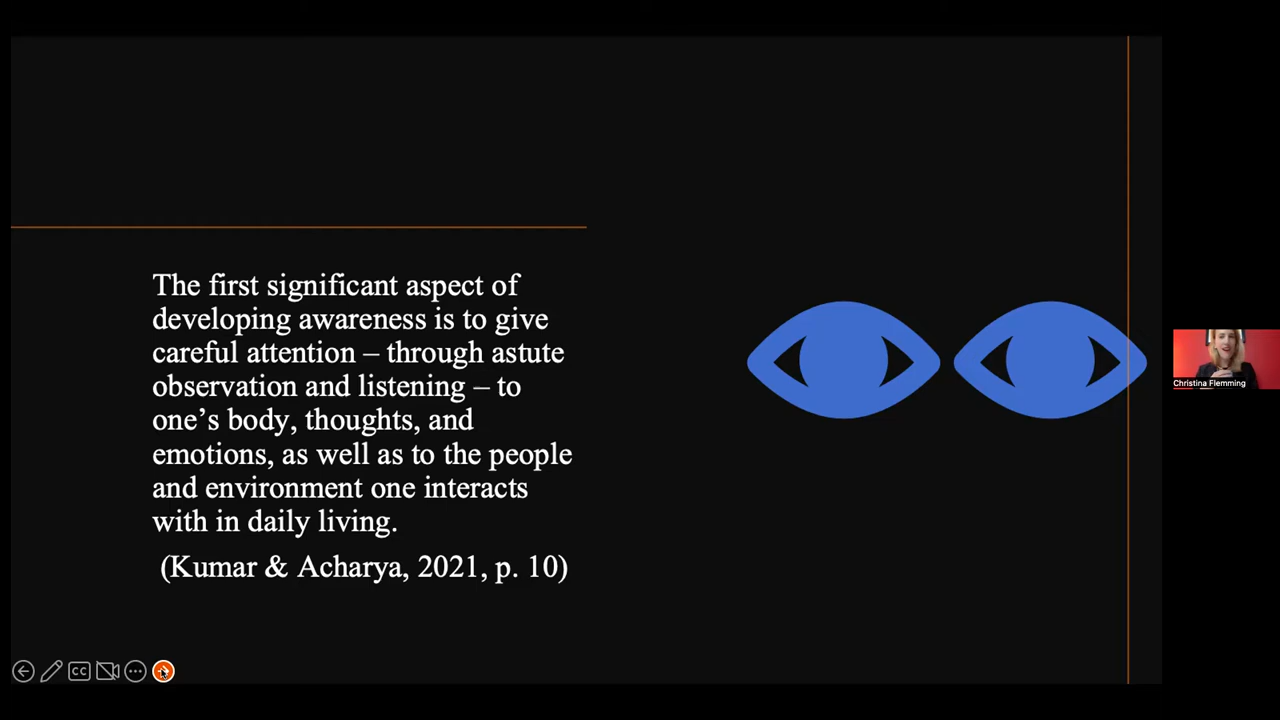 The first significant aspect of
developing awareness is to give
careful attention – through astute
observation and listening – to
one’s body, thoughts, and
emotions, as well as to the people
and environment one interacts
with in daily living.
(Kumar & Acharya, 2021, p. 10)
Christina Flemming
CC